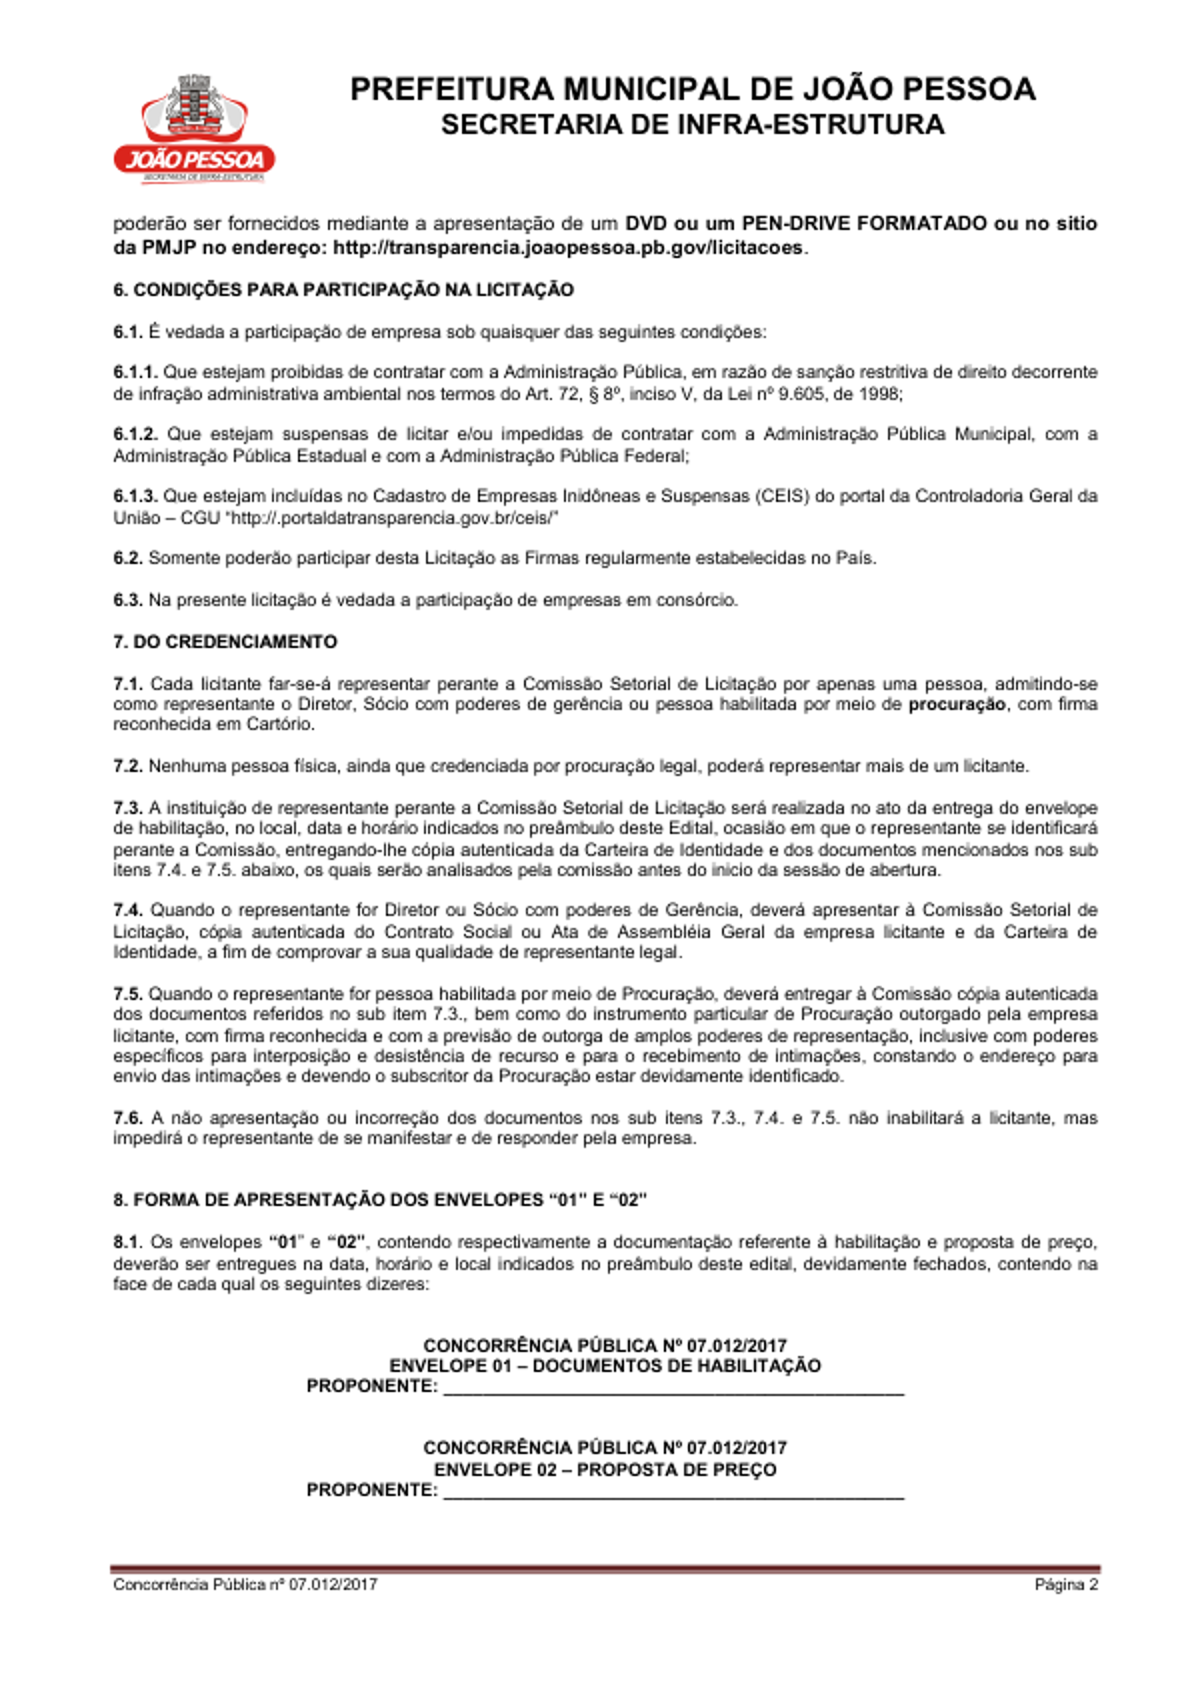 JOÃO PESSOA
SECRETARIA DE INFRA-ESTRUTURA
PREFEITURA MUNICIPAL DE JOÃO PESSOA
SECRETARIA DE INFRA-ESTRUTURA
poderão ser fornecidos mediante a apresentação de um DVD ou um PEN-DRIVE FORMATADO ou no sitio
da PMJP no endereço: http://transparencia.joaopessoa.pb.gov/licitacoes.
6. CONDIÇÕES PARA PARTICIPAÇÃO NA LICITAÇÃO
6.1. É vedada a participação de empresa sob quaisquer das seguintes condições:
6.1.1. Que estejam proibidas de contratar com a Administração Pública, em razão de sanção restritiva de direito decorrente
de infração administrativa ambiental nos termos do Art. 72, § 8º, inciso V, da Lei nº 9.605, de 1998;
6.1.2. Que estejam suspensas de licitar e/ou impedidas de contratar com a Administração Pública Municipal, com a
Administração Pública Estadual e com a Administração Pública Federal;
6.1.3. Que estejam incluídas no Cadastro de Empresas Inidôneas e Suspensas (CEIS) do portal da Controladoria Geral da
União – CGU “http://.portaldatransparencia.gov.br/ceis/”
6.2. Somente poderão participar desta Licitação as Firmas regularmente estabelecidas no País.
6.3. Na presente licitação é vedada a participação de empresas em consórcio.
7. DO CREDENCIAMENTO
7.1. Cada licitante far-se-á representar perante a Comissão Setorial de Licitação por apenas uma pessoa, admitindo-se
como representante o Diretor, Sócio com poderes de gerência ou pessoa habilitada por meio de procuração, com firma
reconhecida em Cartório.
7.2. Nenhuma pessoa física, ainda que credenciada por procuração legal, poderá representar mais de um licitante.
7.3. A instituição de representante perante a Comissão Setorial de Licitação será realizada no ato da entrega do envelope
de habilitação, no local, data e horário indicados no preâmbulo deste Edital, ocasião em que o representante se identificará
perante a Comissão, entregando-lhe cópia autenticada da Carteira de Identidade e dos documentos mencionados nos sub
itens 7.4. e 7.5. abaixo, os quais serão analisados pela comissão antes do inicio da sessão de abertura.
7.4. Quando o representante for Diretor ou Sócio com poderes de Gerência, deverá apresentar à Comissão Setorial de
Licitação, cópia autenticada do Contrato Social ou Ata de Assembléia Geral da empresa licitante e da Carteira de
Identidade, a fim de comprovar a sua qualidade de representante legal.
7.5. Quando o representante for pessoa habilitada por meio de Procuração, deverá entregar à Comissão cópia autenticada
dos documentos referidos no sub item 7.3., bem como do instrumento particular de Procuração outorgado pela empresa
licitante, com firma reconhecida e com a previsão de outorga de amplos poderes de representação, inclusive com poderes
específicos para interposição e desistência de recurso e para o recebimento de intimações, constando o endereço para
envio das intimações e devendo o subscritor da Procuração estar devidamente identificado.
7.6. A não apresentação ou incorreção dos documentos nos sub itens 7.3., 7.4. e 7.5. não inabilitará a licitante, mas
impedirá o representante de se manifestar e de responder pela empresa.
8. FORMA DE APRESENTAÇÃO DOS ENVELOPES “01” E “02”
8.1. Os envelopes “01” e “02”, contendo respectivamente a documentação referente à habilitação e proposta de preço,
deverão ser entregues na data, horário e local indicados no preâmbulo deste edital, devidamente fechados, contendo na
face de cada qual os seguintes dizeres:
CONCORRÊNCIA PÚBLICA Nº 07.012/2017
ENVELOPE 01 – DOCUMENTOS DE HABILITAÇÃO
PROPONENTE: ______________________________________________
CONCORRÊNCIA PÚBLICA Nº 07.012/2017
ENVELOPE 02 – PROPOSTA DE PREÇO
PROPONENTE: ______________________________________________
Concorrência Pública nº 07.012/2017 Página 2